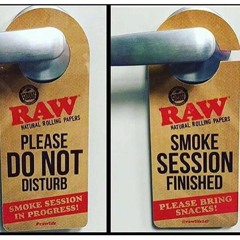 RAW
NATURAL ROLLING PAPERS
PLEASE
DO NOT
DISTURB
SMOKE SESSION
IN PROGRESS!
RAW
NATURAL ROLLING PAPERS
SMOKE
SESSION
FINISHED
PLEASE BRING
SNACKS!